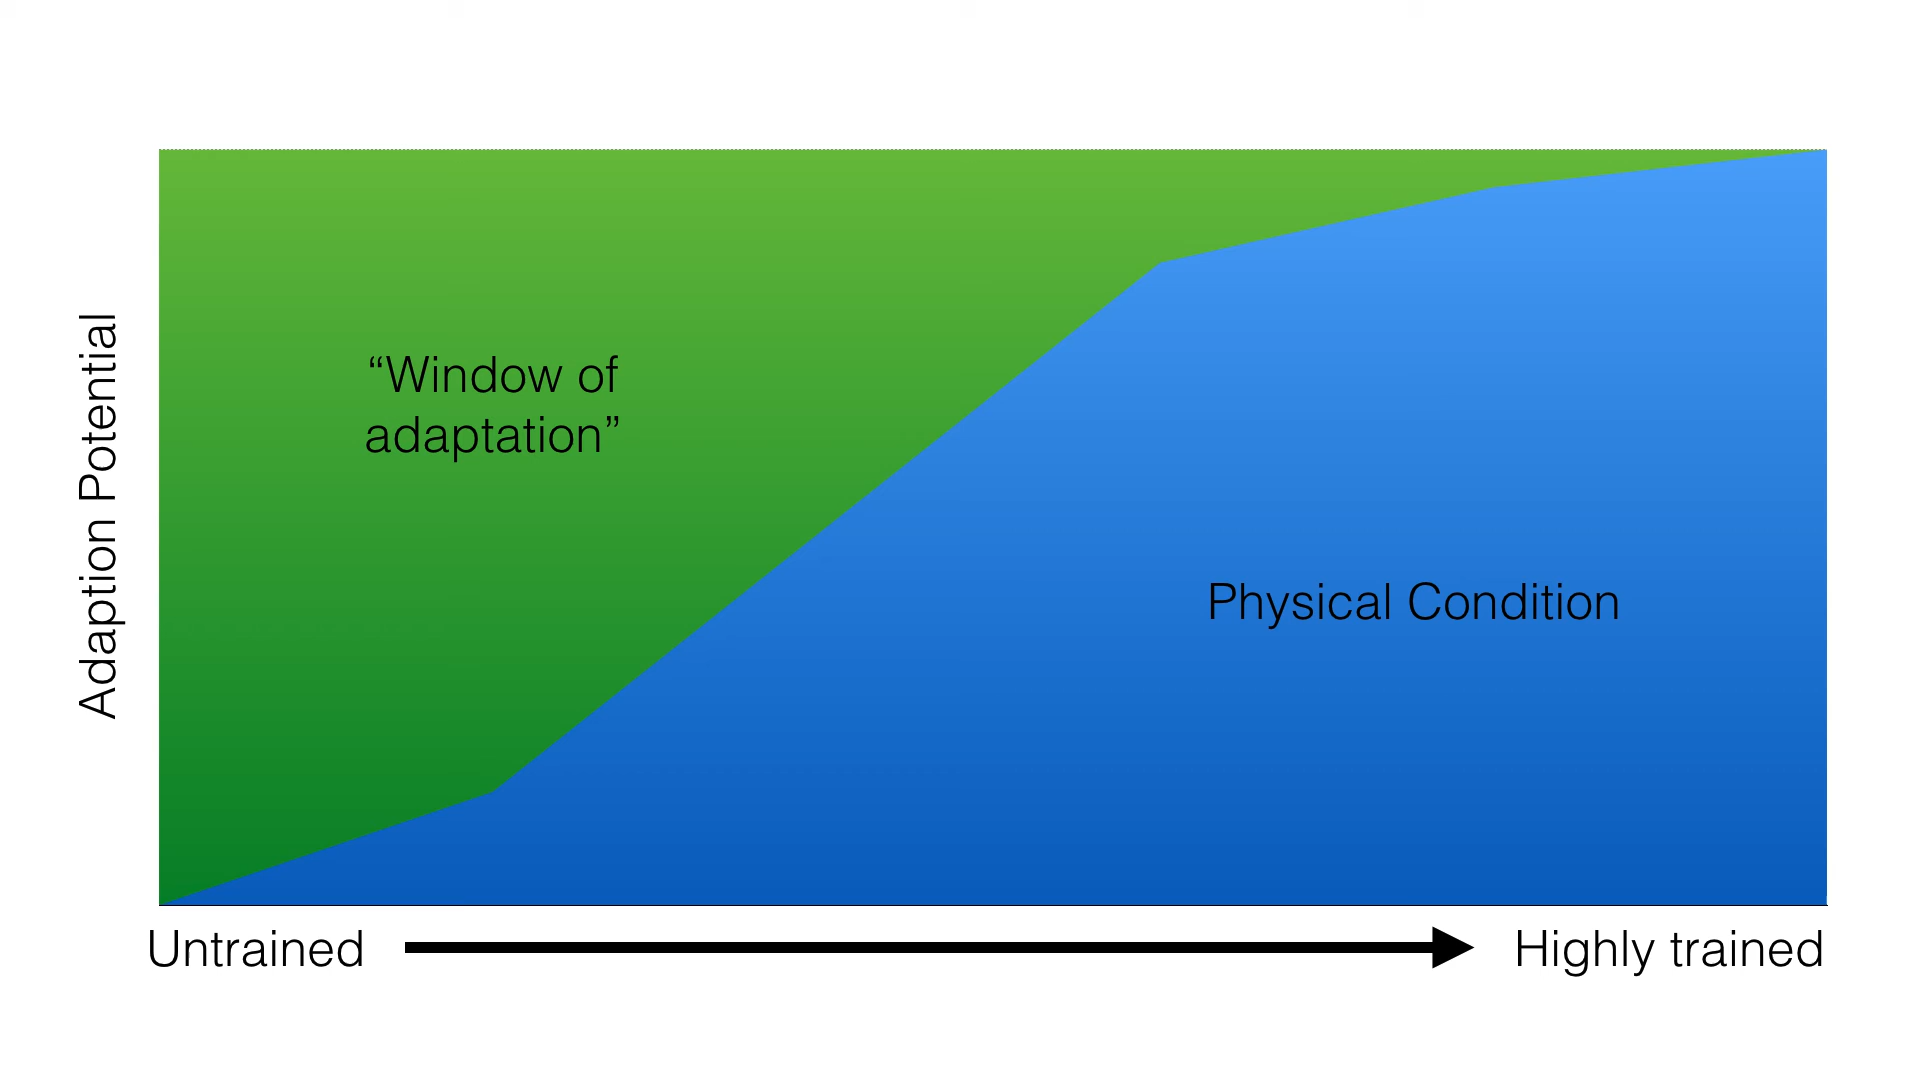 “Window of
adaptation”
Adaption Potential
Physical Condition
Untrained
Highly trained